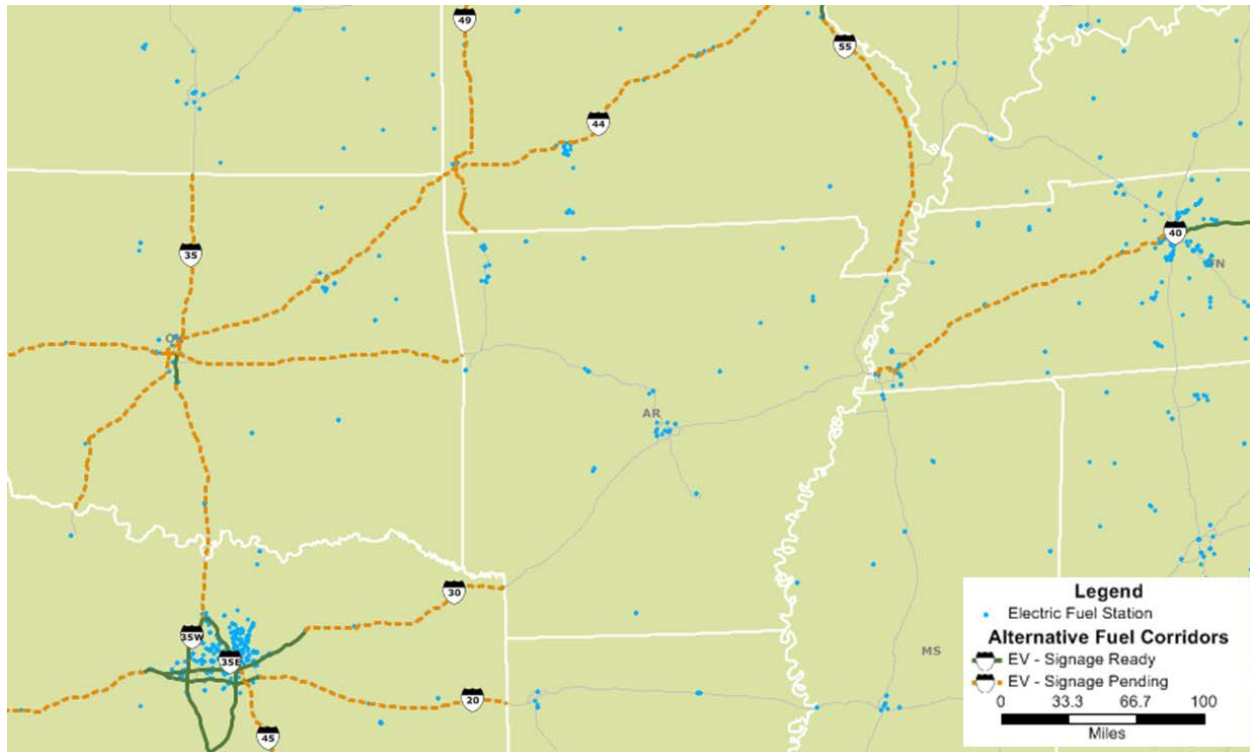 49
55
44
40
TN
35
OK
AR
30
35W
35E
20
45
MS
Legend
Electric Fuel Station
Alternative Fuel Corridors
EV - Signage Ready
EV - Signage Pending
0 33.3 66.7 100
Miles